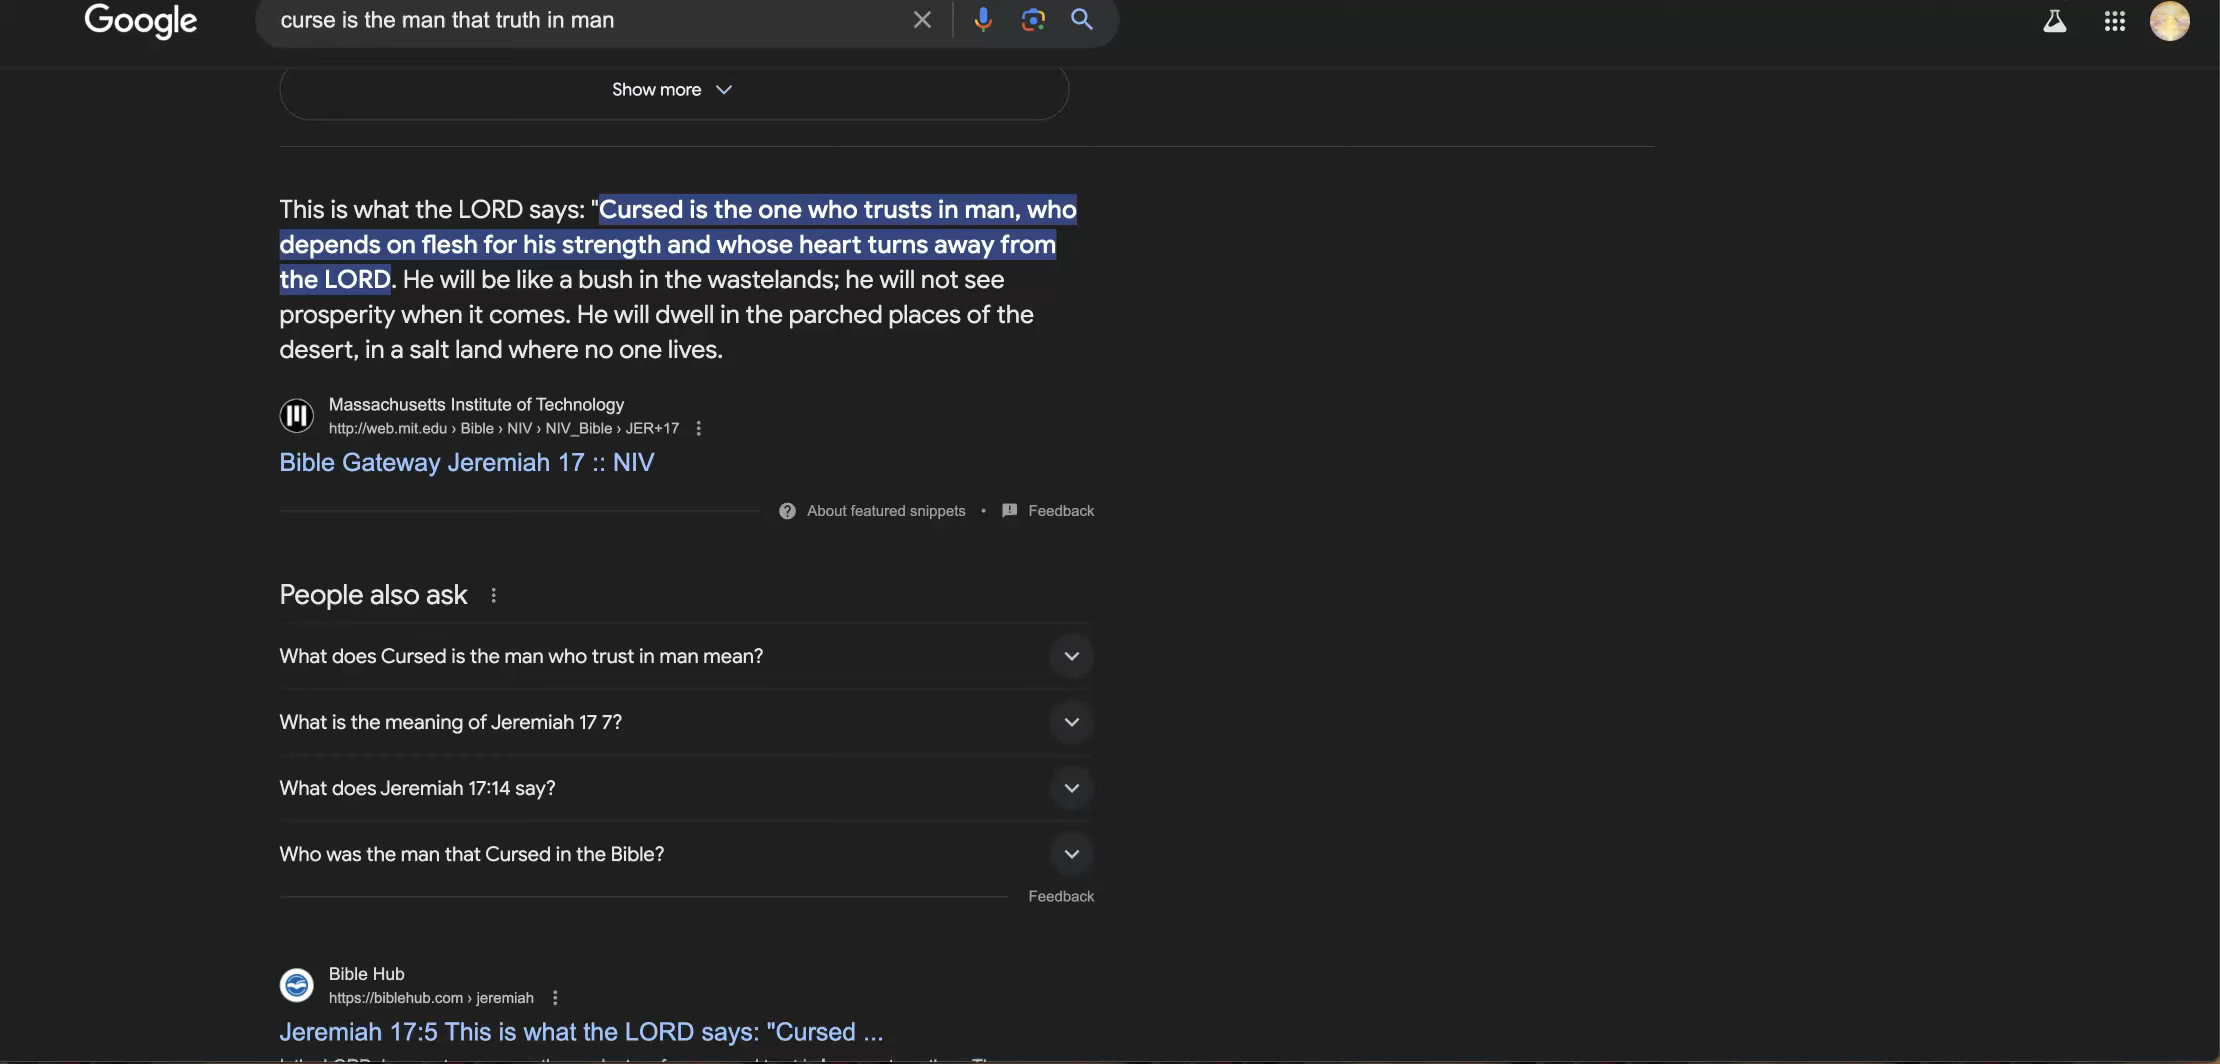 Google
curse is the man that truth in man
Show more
This is what the LORD says: "Cursed is the one who trusts in man, who
depends on flesh for his strength and whose heart turns away from
the LORD. He will be like a bush in the wastelands; he will not see
prosperity when it comes. He will dwell in the parched places of the
desert, in a salt land where no one lives.
Massachusetts Institute of Technology
http://web.mit.edu › Bible › NIV › NIV_Bible › JER+17
Bible Gateway Jeremiah 17 :: NIV
About featured snippets • Feedback
People also ask
What does Cursed is the man who trust in man mean?
What is the meaning of Jeremiah 17 7?
What does Jeremiah 17:14 say?
Who was the man that Cursed in the Bible?
Feedback
Bible Hub
https://biblehub.com › jeremiah
Jeremiah 17:5 This is what the LORD says: "Cursed ...